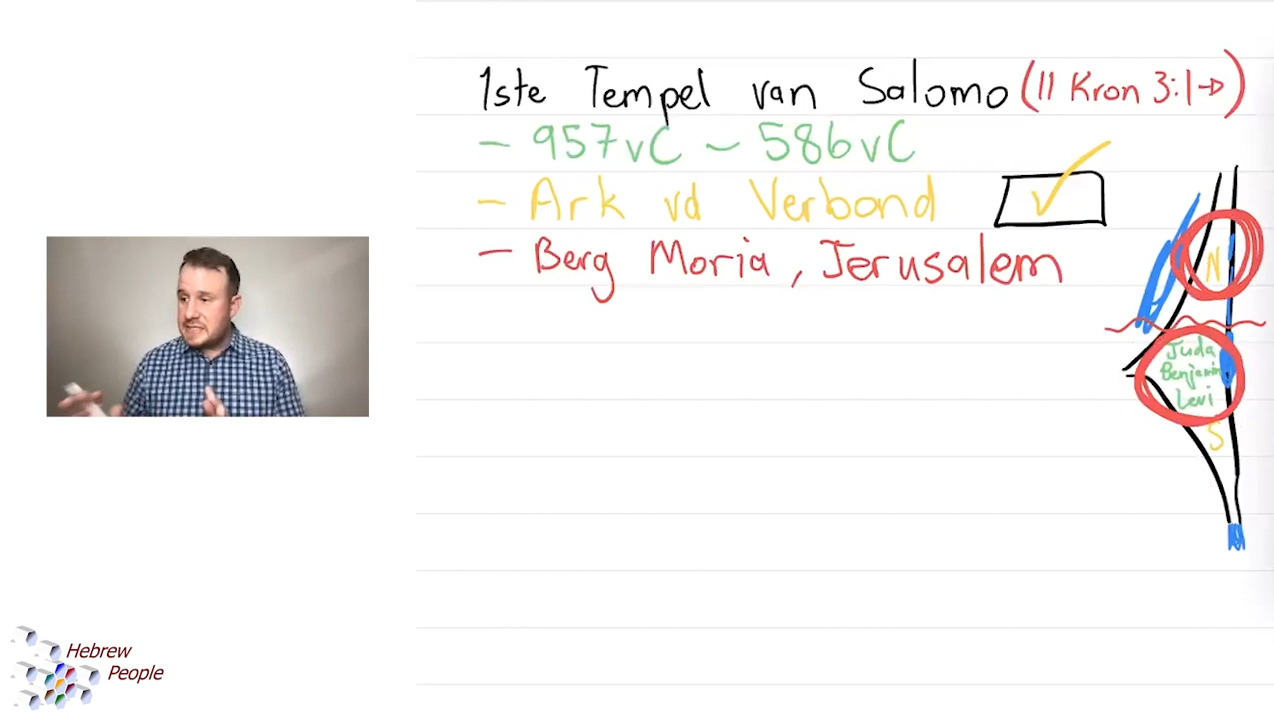 1ste Tempel van Salomo (II Kron 3:1→)
- 957vC - 586vC
- Ark vd Verbond
- Berg Moria, Jerusalem
N
Juda
Benjamin
Levi
S
Hebrew
People